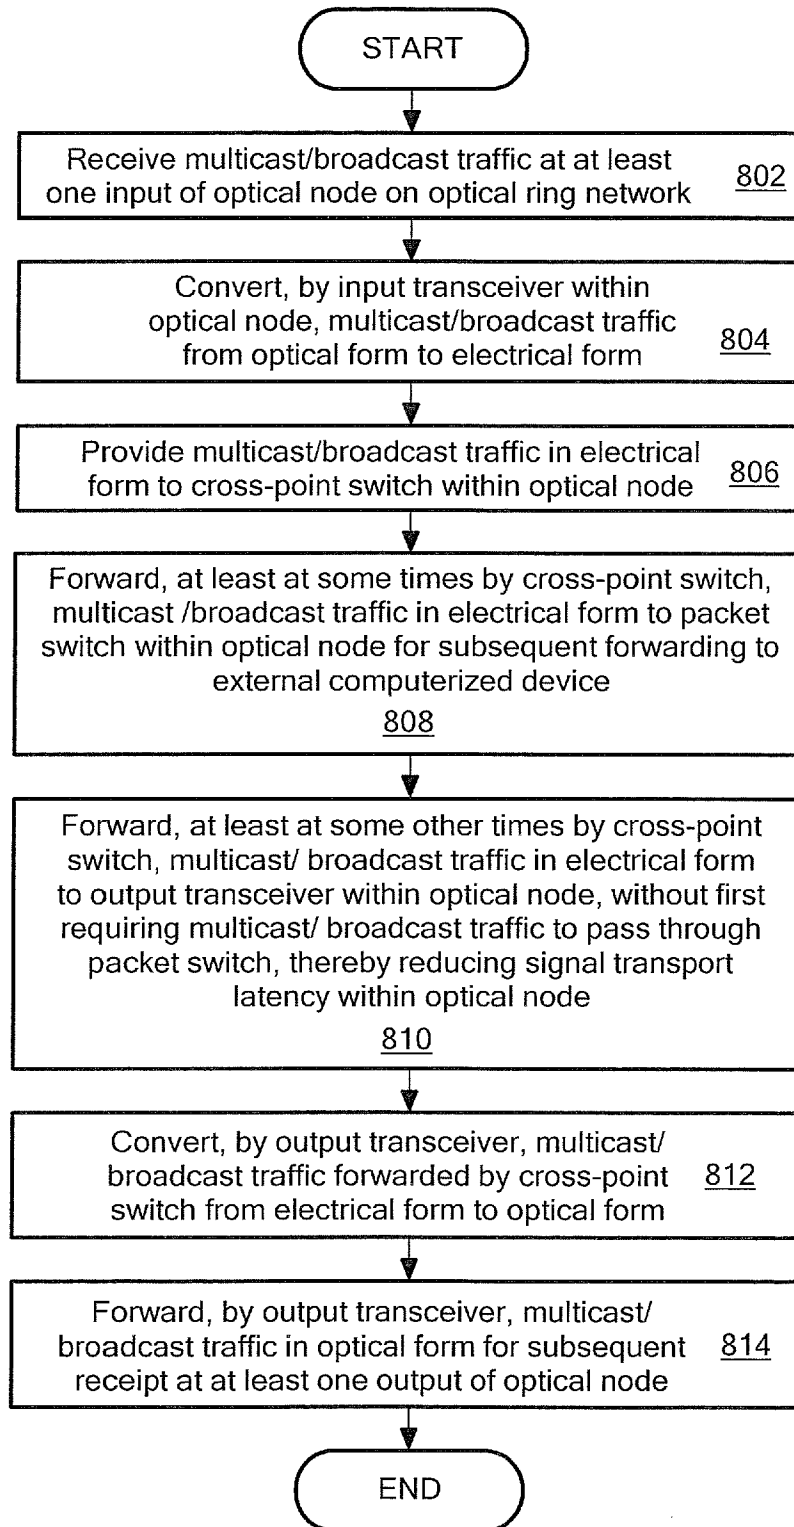 START
Receive multicast/broadcast traffic at at least
one input of optical node on optical ring network
802
Convert, by input transceiver within
optical node, multicast/broadcast traffic
from optical form to electrical form
804
Provide multicast/broadcast traffic in electrical
form to cross-point switch within optical node
806
Forward, at least at some times by cross-point switch,
multicast /broadcast traffic in electrical form to packet
switch within optical node for subsequent forwarding to
external computerized device
808
Forward, at least at some other times by cross-point
switch, multicast/ broadcast traffic in electrical form
to output transceiver within optical node, without first
requiring multicast/ broadcast traffic to pass through
packet switch, thereby reducing signal transport
latency within optical node
810
Convert, by output transceiver, multicast/
broadcast traffic forwarded by cross-point
switch from electrical form to optical form
812
Forward, by output transceiver, multicast/
broadcast traffic in optical form for subsequent
receipt at at least one output of optical node
814
END